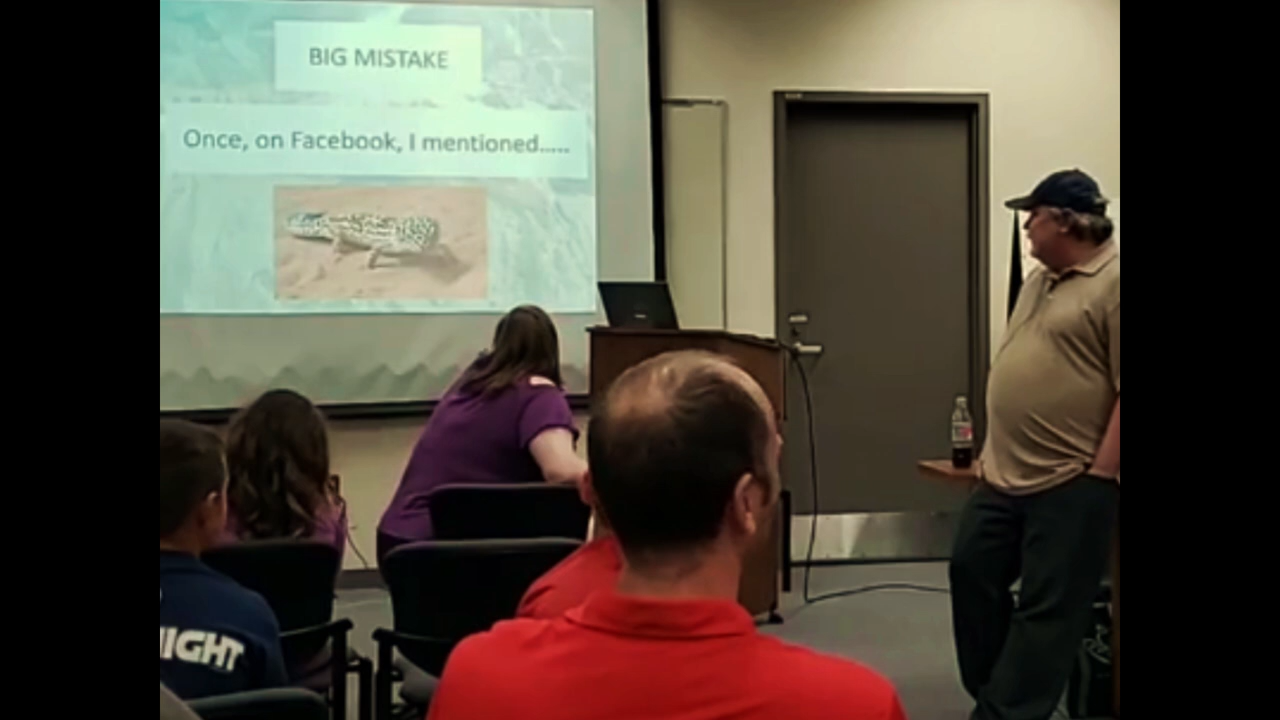 BIG MISTAKE
Once, on Facebook, I mentioned.....
IGHT